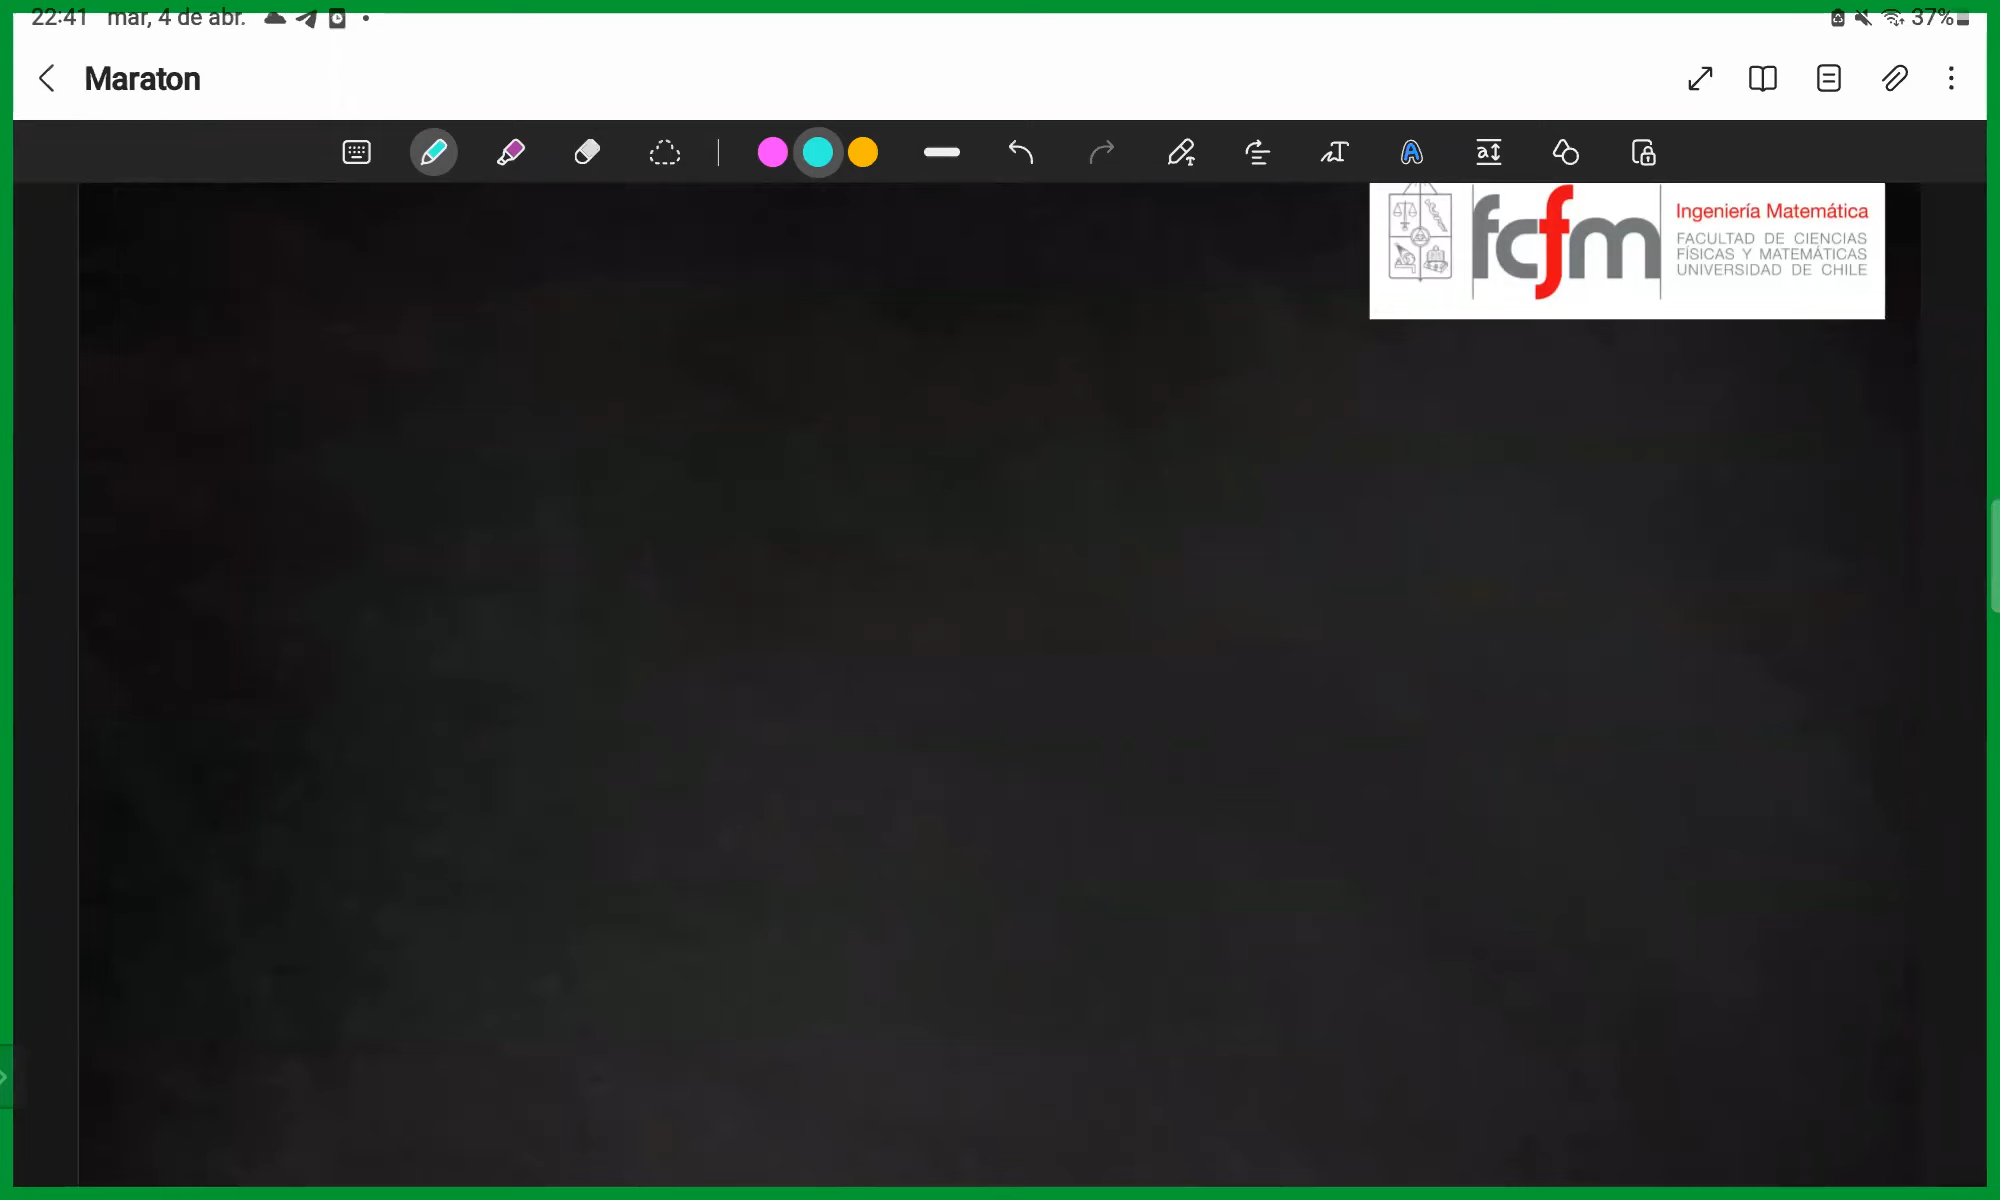 22:41 mar, 4 de abr. 37%
Maraton
A
a
fcfm
Ingeniería Matemática
FACULTAD DE CIENCIAS
FÍSICAS Y MATEMÁTICAS
UNIVERSIDAD DE CHILE